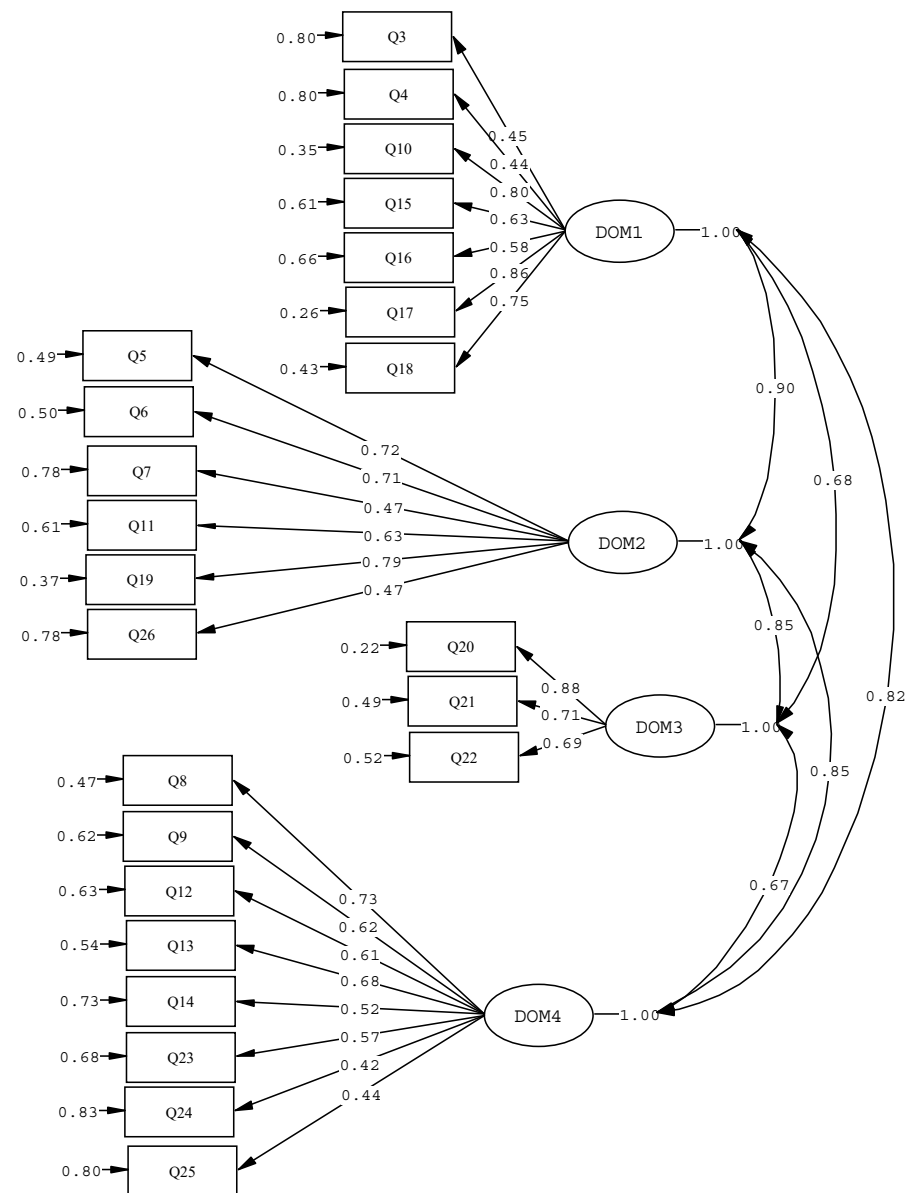 0.80 Q3
0.80 Q4
0.45
0.35 Q10
0.44
0.80
0.61 Q15
0.63
DOM1 1.00
0.66 Q16
0.58
0.86
0.26 Q17
0.75
0.49 Q5
0.43 Q18
0.90
0.50 Q6
0.72
0.78 Q7
0.71
0.68
0.47
0.61 Q11
0.63
DOM2 1.00
0.79
0.37 Q19
0.47
0.85
0.78 Q26
0.22 Q20
0.88
0.82
0.49 Q21
0.71
DOM3 1.00
0.69
0.52 Q22
0.85
0.47 Q8
0.62 Q9
0.67
0.63 Q12
0.73
0.62
0.54 Q13
0.61
0.68
0.73 Q14
0.52
DOM4 1.00
0.57
0.68 Q23
0.42
0.44
0.83 Q24
0.80 Q25